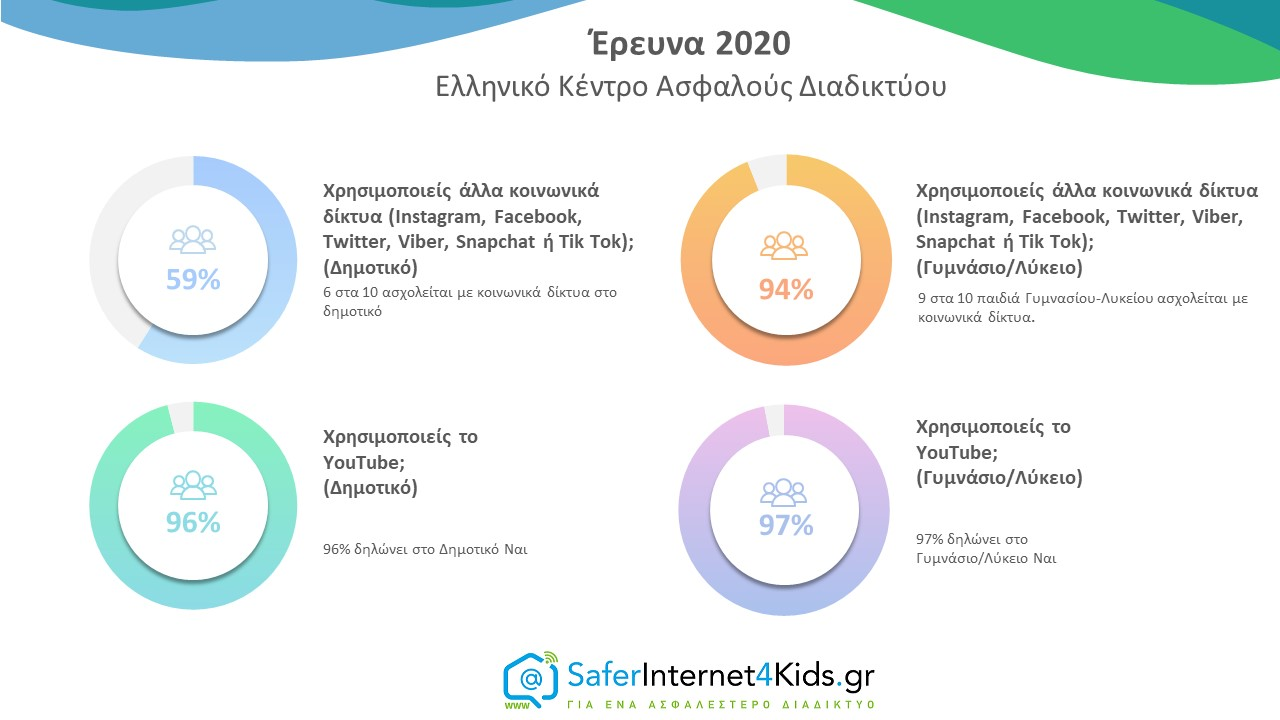 Έρευνα 2020
Ελληνικό Κέντρο Ασφαλούς Διαδικτύου
59%
Χρησιμοποιείς άλλα κοινωνικά
δίκτυα (Instagram, Facebook,
Twitter, Viber, Snapchat ή Tik Tok);
(Δημοτικό)
6 στα 10 ασχολείται με κοινωνικά δίκτυα στο
δημοτικό
94%
Χρησιμοποιείς άλλα κοινωνικά δίκτυα
(Instagram, Facebook, Twitter, Viber,
Snapchat ή Tik Tok);
(Γυμνάσιο/Λύκειο)
9 στα 10 παιδιά Γυμνασίου-Λυκείου ασχολείται με
κοινωνικά δίκτυα.
96%
Χρησιμοποιείς το
YouTube;
(Δημοτικό)
96% δηλώνει στο Δημοτικό Ναι
97%
Χρησιμοποιείς το
YouTube;
(Γυμνάσιο/Λύκειο)
97% δηλώνει στο
Γυμνάσιο/Λύκειο Ναι
@
www
SaferInternet4Kids.gr
ΓΙΑ ΕΝΑ ΑΣΦΑΛΕΣΤΕΡΟ ΔΙΑΔΙΚΤΥΟ